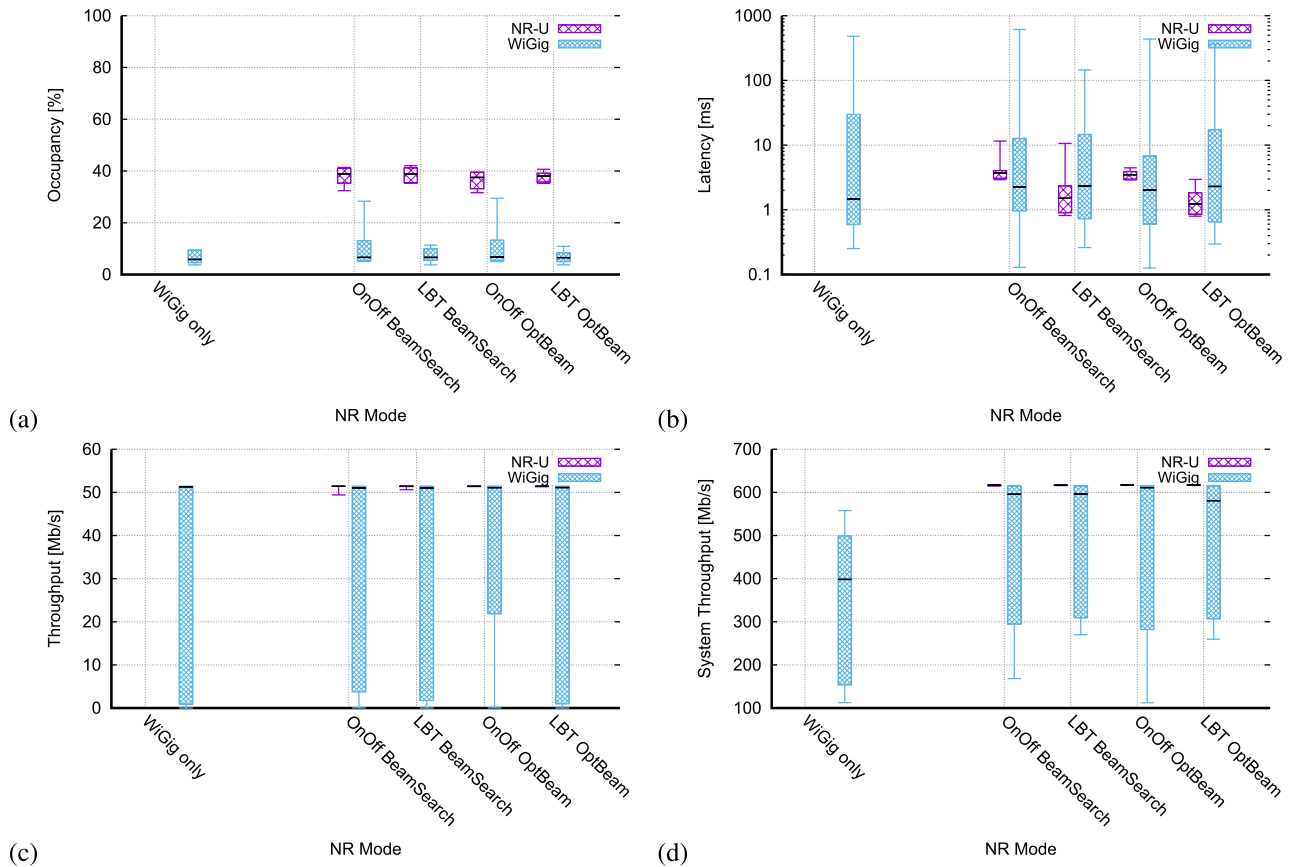 100
80
60
40
20
0
Occupancy [%]
NR-U
WiGig
WiGig only
OnOff BeamSearch
LBT BeamSearch
OnOff OptBeam
LBT OptBeam
NR Mode
(a)
1000
100
10
1
0.1
Latency [ms]
NR-U
WiGig
WiGig only
OnOff BeamSearch
LBT BeamSearch
OnOff OptBeam
LBT OptBeam
NR Mode
(b)
60
50
40
30
20
10
0
Throughput [Mb/s]
NR-U
WiGig
WiGig only
OnOff BeamSearch
LBT BeamSearch
OnOff OptBeam
LBT OptBeam
NR Mode
(c)
700
600
500
400
300
200
100
System Throughput [Mb/s]
NR-U
WiGig
WiGig only
OnOff BeamSearch
LBT BeamSearch
OnOff OptBeam
LBT OptBeam
NR Mode
(d)